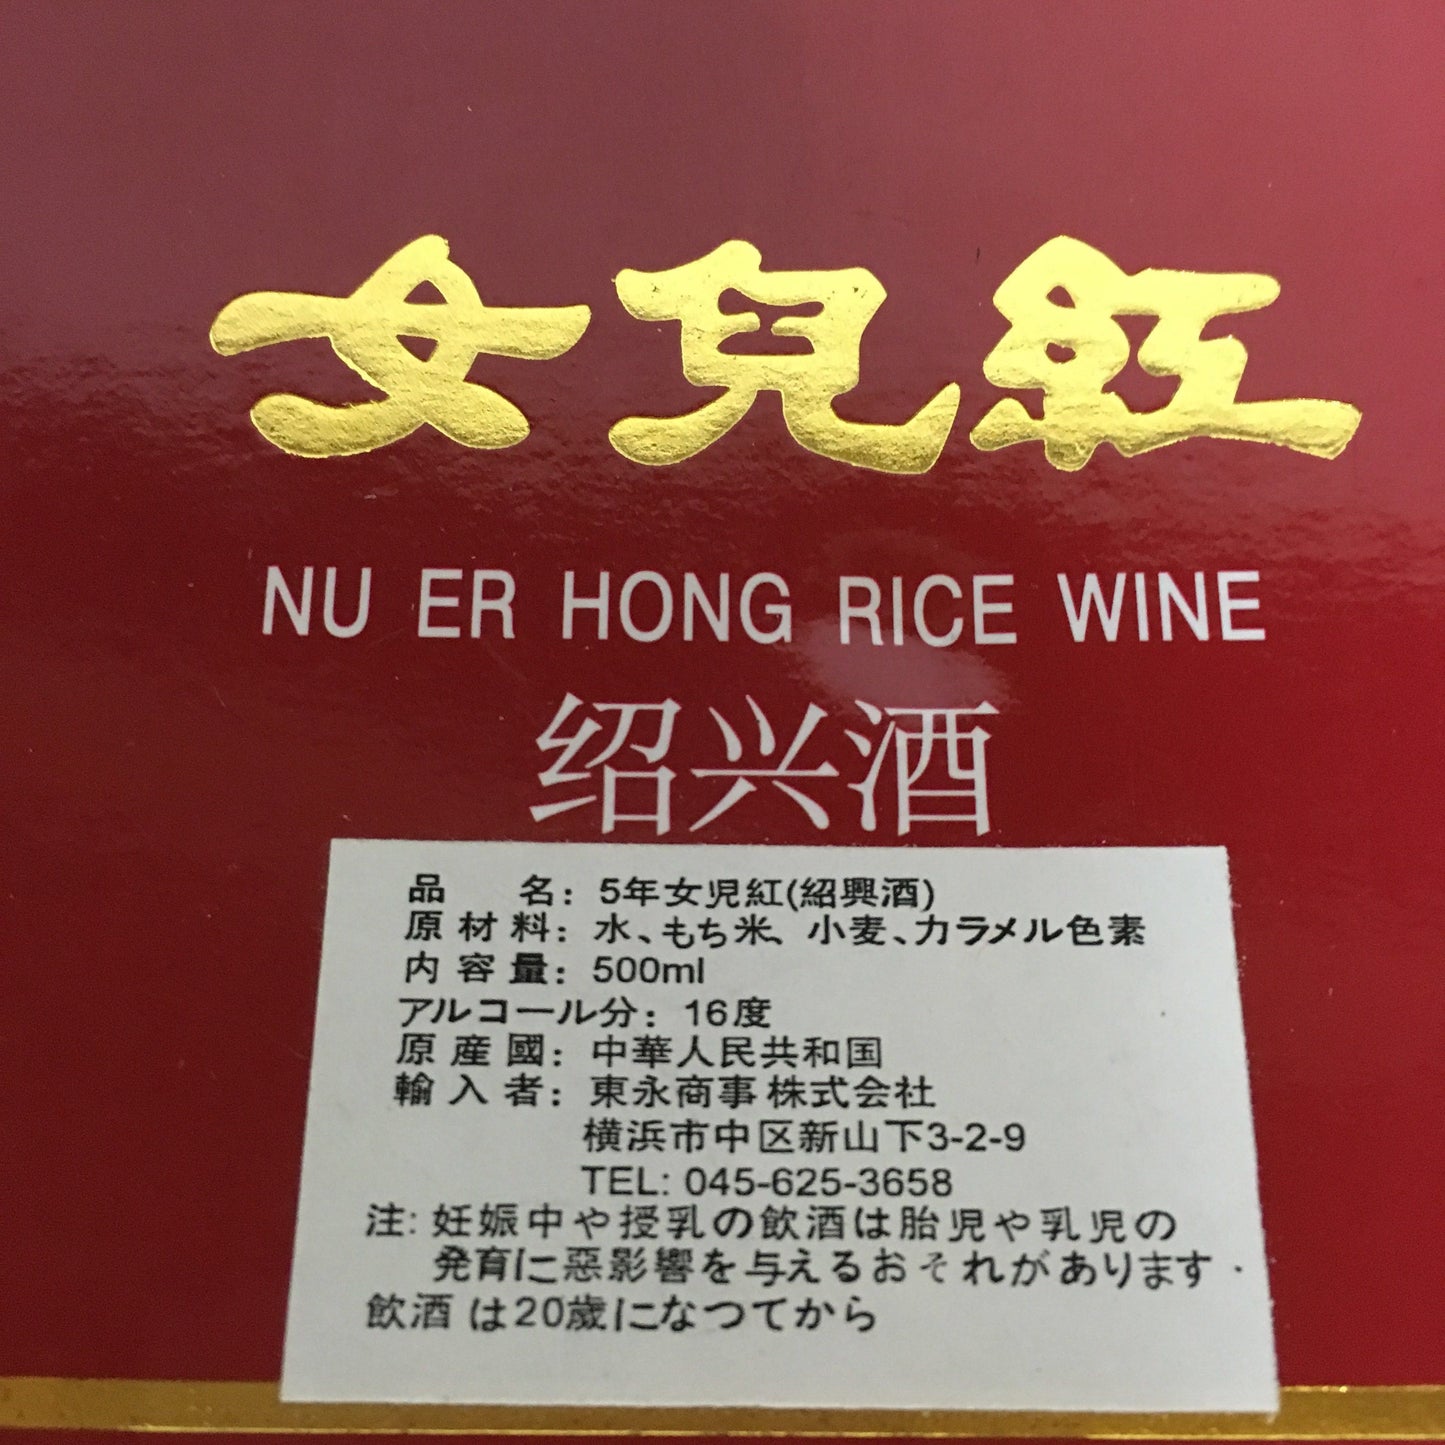 女兒紅
NU ER HONG RICE WINE
绍兴酒
品 名：5年女児紅(紹興酒)
原材料：水、もち米、小麦、カラメル色素
内容量：500ml
アルコール分：16度
原産國：中華人民共和国
輸入者：東永商事株式会社
横浜市中区新山下3-2-9
TEL: 045-625-3658
注: 妊娠中や授乳の飲酒は胎児や乳児の
発育に惡影響を与えるおそれがあります・
飲酒は20歳になつてから